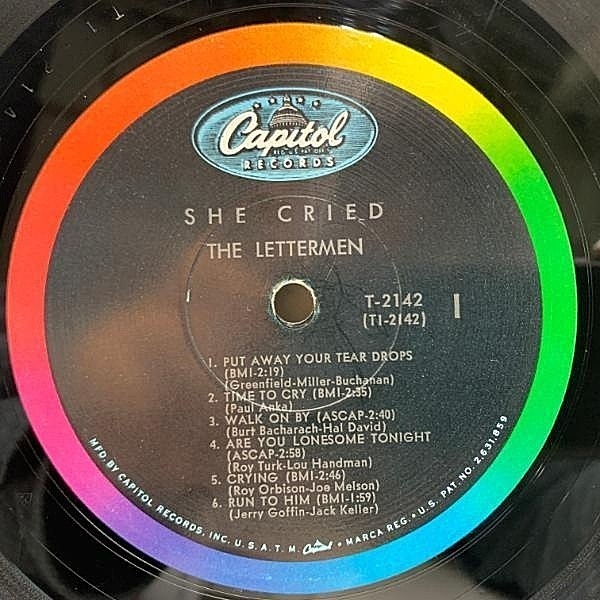 Capitol
RECORDS
SHE CRIED
THE LETTERMEN
T-2142
(T1-2142)
1
1. PUT AWAY YOUR TEAR DROPS
(BMI-2:19)
(Greenfield-Miller-Buchanan)
2. TIME TO CRY (BMI-2:35)
(Paul Anka)
3. WALK ON BY (ASCAP-2:40)
(Burt Bacharach-Hal David)
4. ARE YOU LONESOME TONIGHT
(ASCAP-2:58)
(Roy Turk-Lou Handman)
5. CRYING (BMI-2:46)
(Roy Orbison-Joe Melson)
6. RUN TO HIM (BMI-1:59)
(Jerry Goffin-Jack Keller)
MFD. BY CAPITOL RECORDS, INC. U.S.A. T.M. Capitol • MARCA REG. • U.S. PAT. NO. 2,631,859